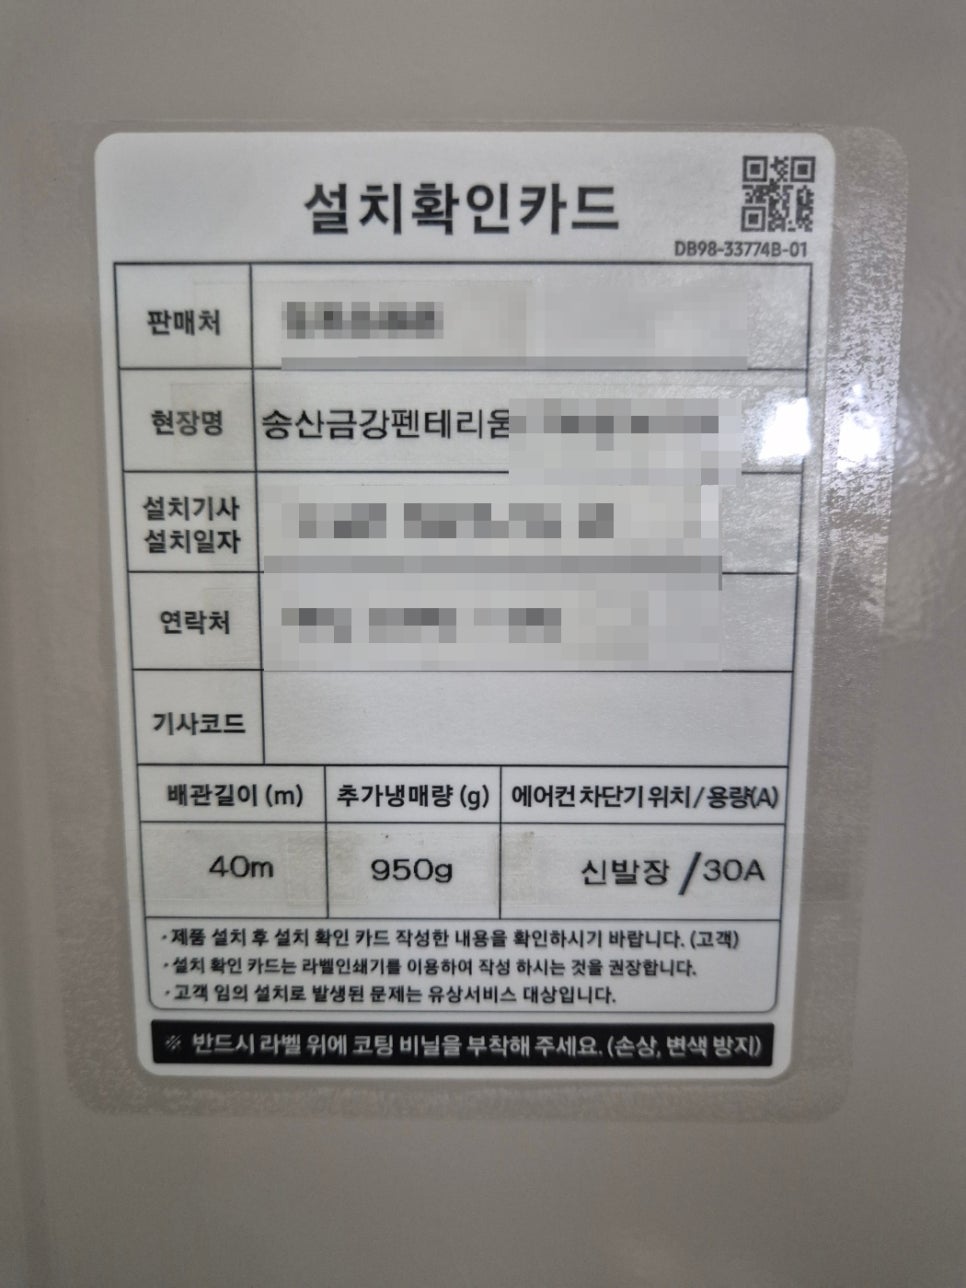 설치확인카드
DB98-33774B-01
판매처
현장명 송산금강펜테리움
설치기사
설치일자
연락처
기사코드
배관길이 (m) 추가냉매량 (g) 에어컨 차단기 위치 / 용량(A)
40m 950g 신발장 /30A
·제품 설치 후 설치 확인 카드 작성한 내용을 확인하시기 바랍니다. (고객)
·설치 확인 카드는 라벨인쇄기를 이용하여 작성 하시는 것을 권장합니다.
·고객 임의 설치로 발생된 문제는 유상서비스 대상입니다.
※ 반드시 라벨 위에 코팅 비닐을 부착해 주세요. (손상, 변색 방지)